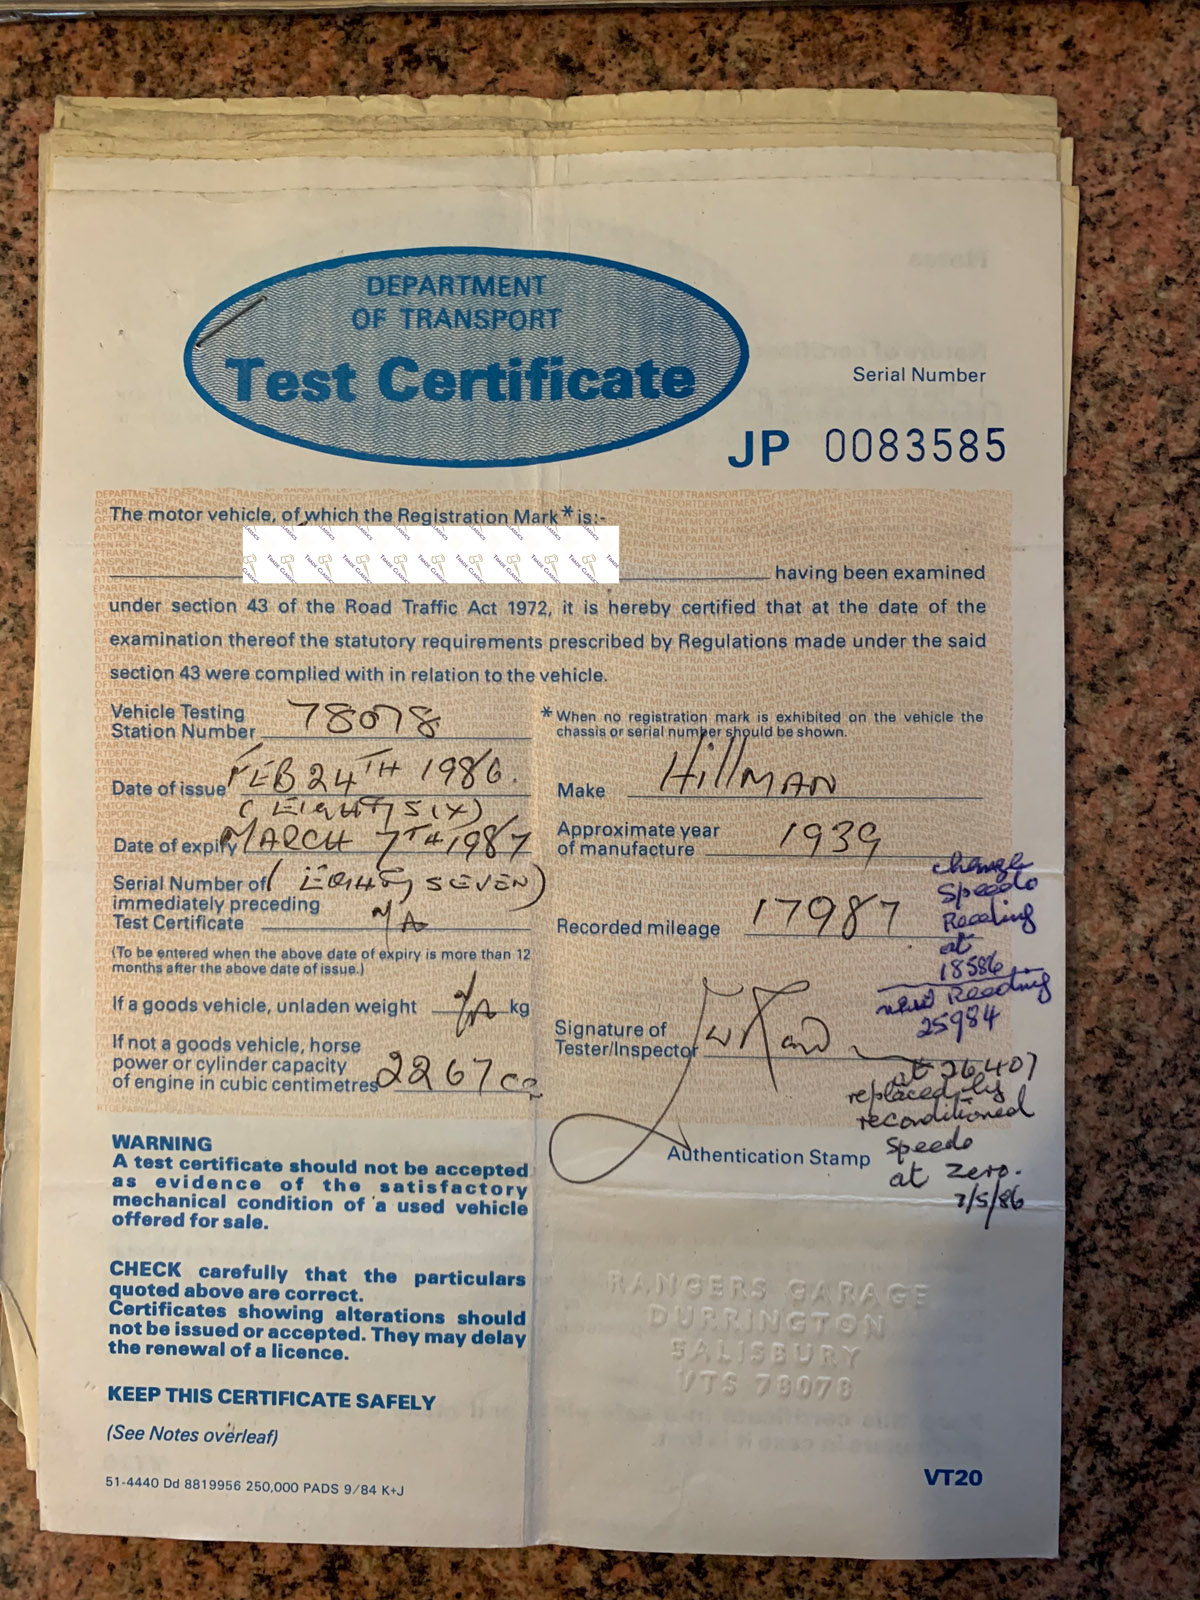 DEPARTMENT
OF TRANSPORT
Test Certificate
Serial Number
JP 0083585
The motor vehicle, of which the Registration Mark * is:-
having been examined
under section 43 of the Road Traffic Act 1972, it is hereby certified that at the date of the
examination thereof the statutory requirements prescribed by Regulations made under the said
section 43 were complied with in relation to the vehicle.
Vehicle Testing
Station Number 78078
Date of issue FEB 24TH 1986.
(EIGHTY SIX)
Date of expiry MARCH 7TH 1987
(EIGHTY SEVEN)
Serial Number of
immediately preceding
Test Certificate N/A
(To be entered when the above date of expiry is more than 12
months after the above date of issue.)
If a goods vehicle, unladen weight N/A kg
If not a goods vehicle, horse
power or cylinder capacity
of engine in cubic centimetres 2267 cc
* When no registration mark is exhibited on the vehicle the
chassis or serial number should be shown.
Make HillMAN
Approximate year
of manufacture 1939
Recorded mileage 17987
change
Speedo
Reading
at
18586
new Reading
25984
Signature of
Tester/Inspector
at 26,407
replaced by
reconditioned
Speedo
at Zero.
7/5/86
Authentication Stamp
WARNING
A test certificate should not be accepted
as evidence of the satisfactory
mechanical condition of a used vehicle
offered for sale.
CHECK carefully that the particulars
quoted above are correct.
Certificates showing alterations should
not be issued or accepted. They may delay
the renewal of a licence.
KEEP THIS CERTIFICATE SAFELY
(See Notes overleaf)
51-4440 Dd 8819956 250,000 PADS 9/84 K+J
RANGERS GARAGE
DURRINGTON
SALISBURY
VTS 78078
VT20